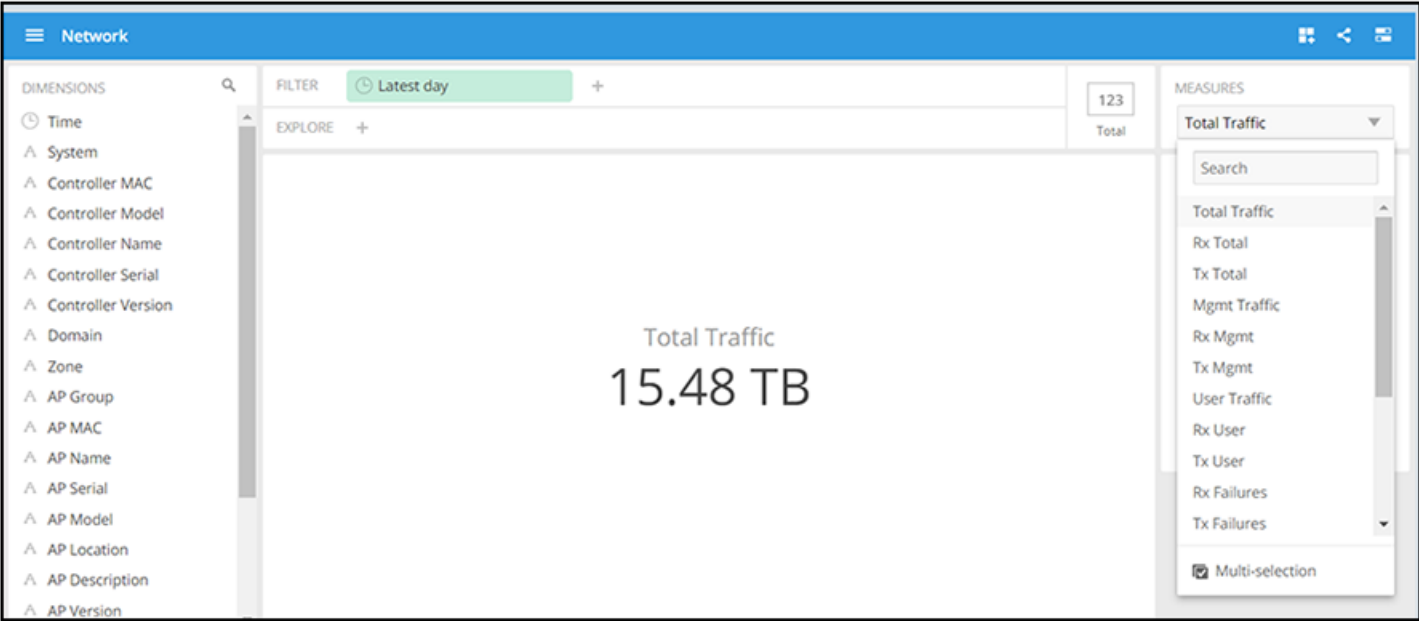 Network
DIMENSIONS
Time
System
Controller MAC
Controller Model
Controller Name
Controller Serial
Controller Version
Domain
Zone
AP Group
AP MAC
AP Name
AP Serial
AP Model
AP Location
AP Description
AP Version
FILTER
Latest day
+
EXPLORE +
123
Total
Total Traffic
15.48 TB
MEASURES
Total Traffic
Search
Total Traffic
Rx Total
Tx Total
Mgmt Traffic
Rx Mgmt
Tx Mgmt
User Traffic
Rx User
Tx User
Rx Failures
Tx Failures
Multi-selection